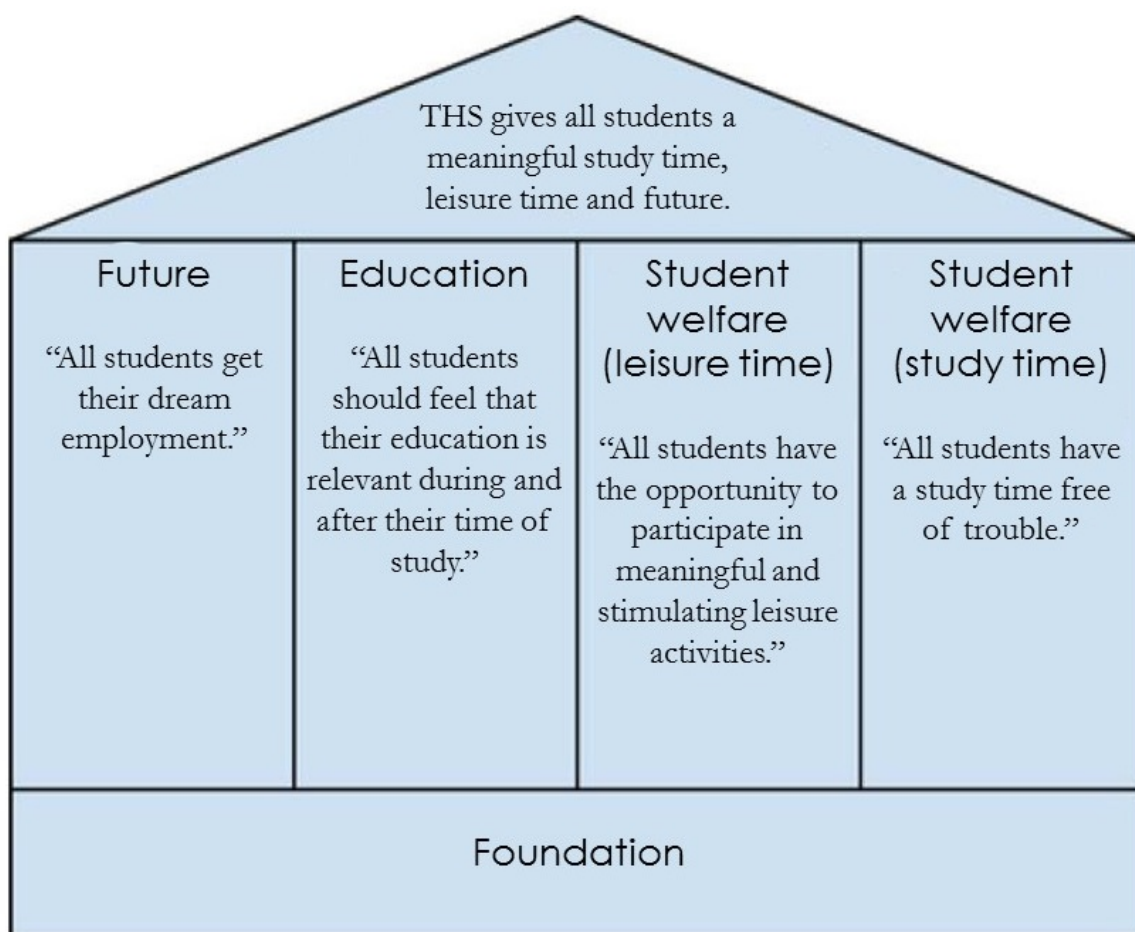 THS gives all students a
meaningful study time,
leisure time and future.
Future
“All students get
their dream
employment.”
Education
“All students
should feel that
their education is
relevant during and
after their time of
study.”
Student
welfare
(leisure time)
“All students have
the opportunity to
participate in
meaningful and
stimulating leisure
activities.”
Student
welfare
(study time)
“All students have
a study time free
of trouble.”
Foundation